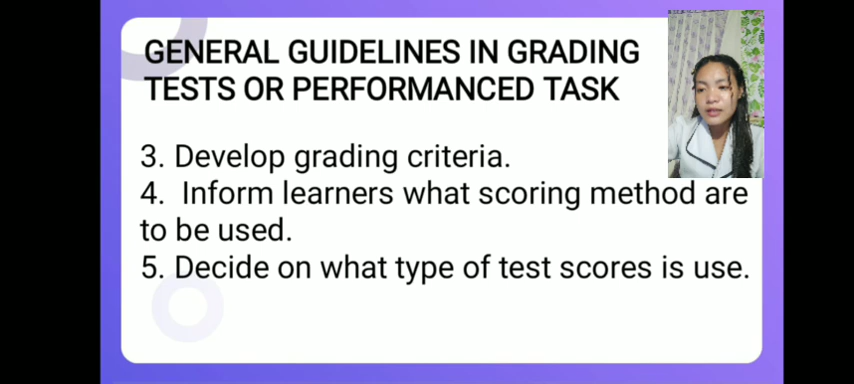 GENERAL GUIDELINES IN GRADING
TESTS OR PERFORMANCED TASK
3. Develop grading criteria.
4. Inform learners what scoring method are
to be used.
5. Decide on what type of test scores is use.